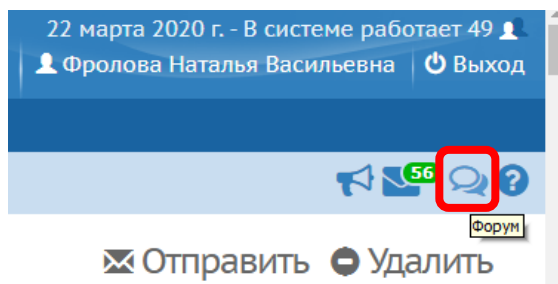 22 марта 2020 г. - В системе работает 49
Фролова Наталья Васильевна Выход
56 ?
Форум
Отправить Удалить